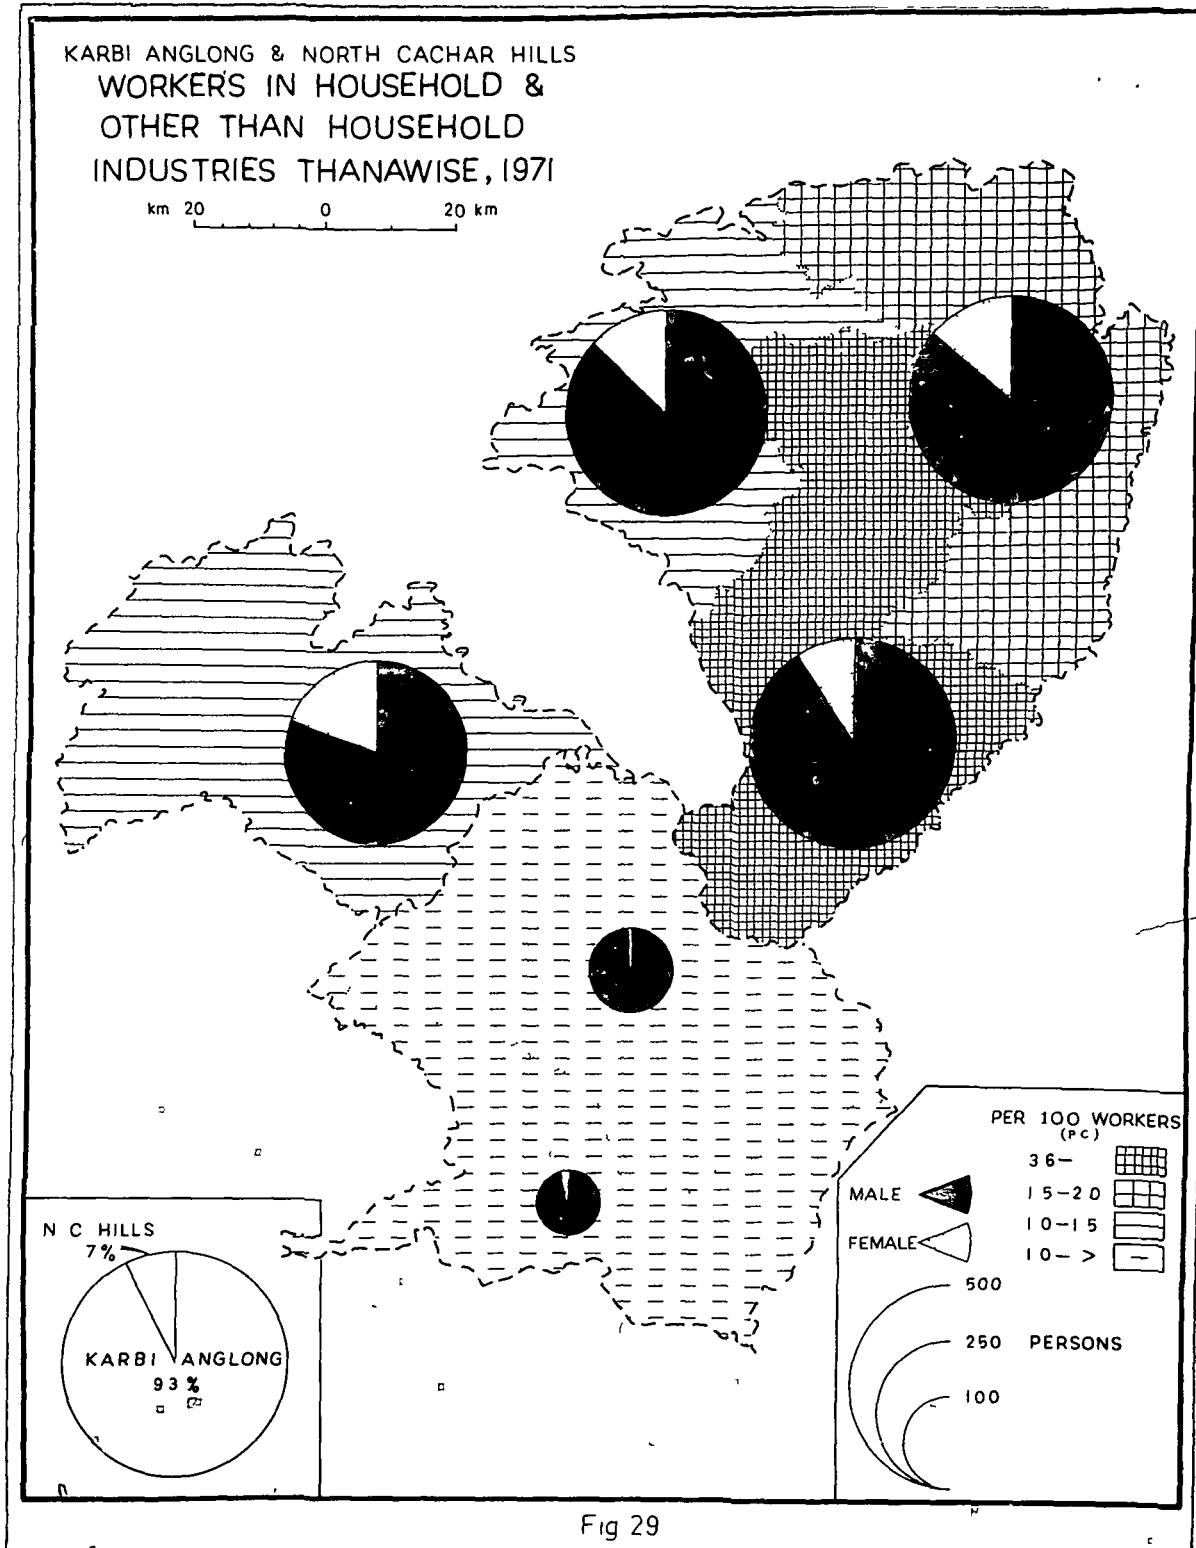 KARBI ANGLONG & NORTH CACHAR HILLS
WORKER'S IN HOUSEHOLD &
OTHER THAN HOUSEHOLD
INDUSTRIES THANAWISE, 1971
km 20 0 20 km
PER 100 WORKERS
(PC)
36-
MALE 15-20
10-15
FEMALE 10- >
500
250 PERSONS
100
N C HILLS
7%
KARBI ANGLONG
93%
Fig 29